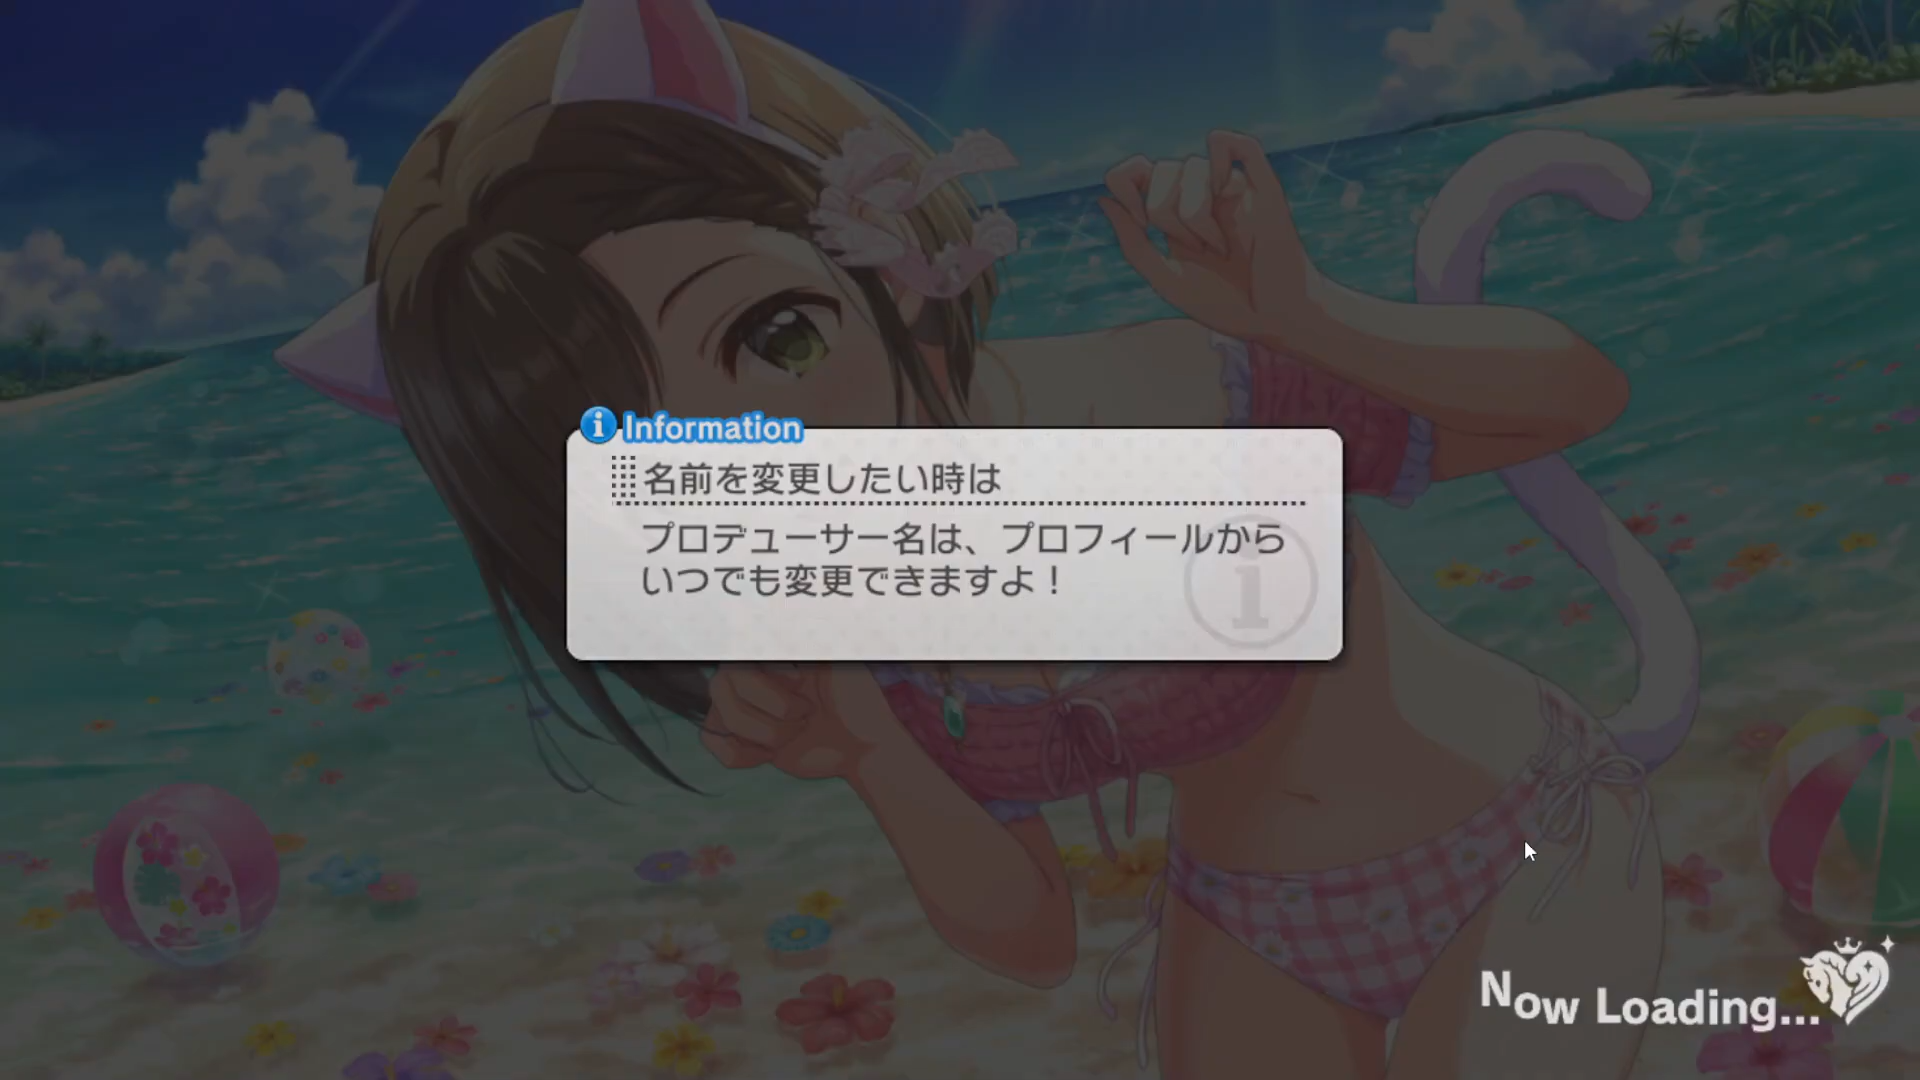 Information
名前を変更したい時は
プロデューサー名は、プロフィールから
いつでも変更できますよ！
Now Loading...